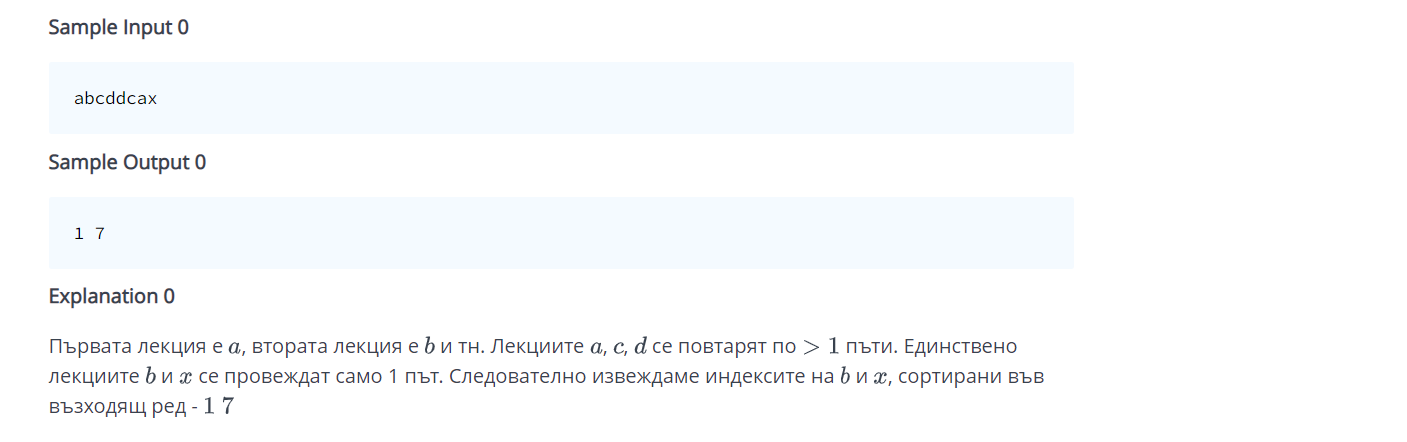 Sample Input 0
abcddcax
Sample Output 0
1 7
Explanation 0
Първата лекция е a, втората лекция е b и тн. Лекциите a, c, d се повтарят по > 1 пъти. Единствено
лекциите b и x се провеждат само 1 път. Следователно извеждаме индексите на b и x, сортирани във
възходящ ред - 1 7